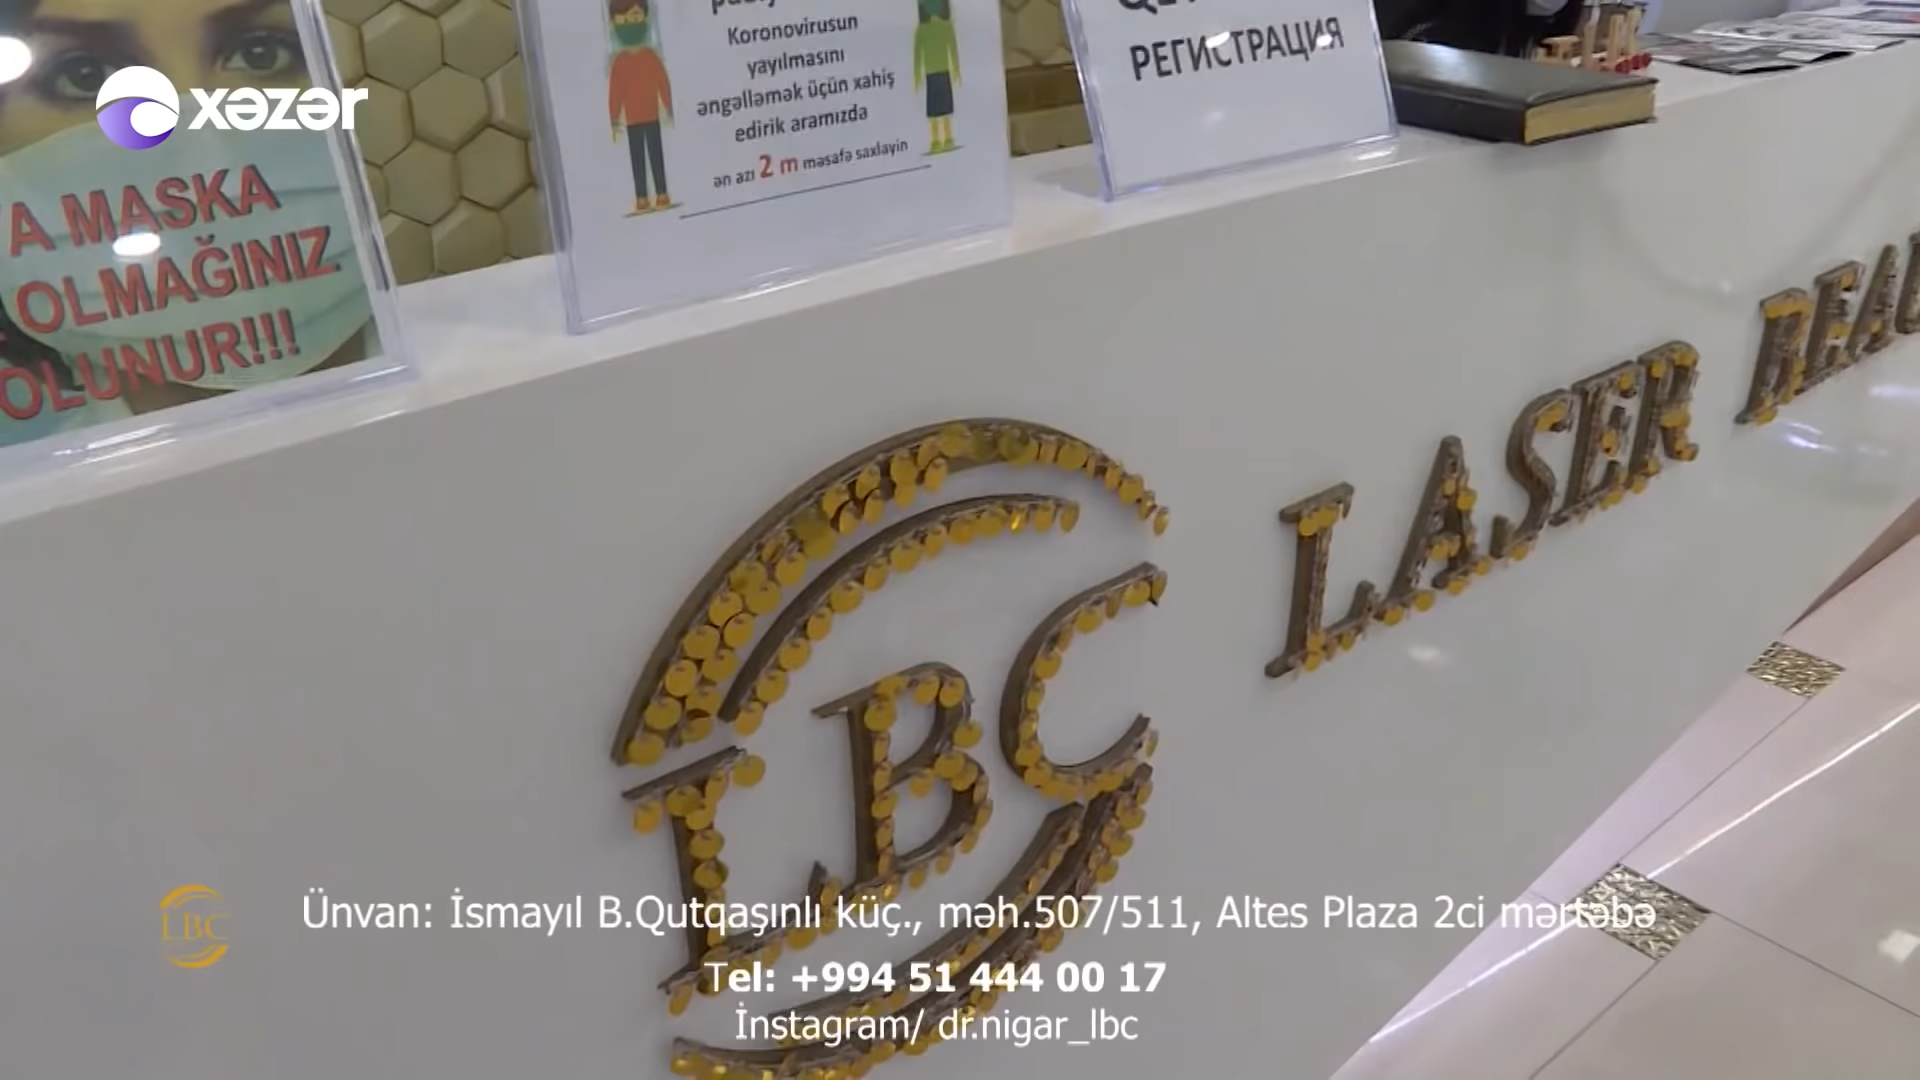 xəzər
A MASKA
OLMAĞINIZ
OLUNUR!!!
Koronovirusun
yayılmasını
əngəlləmək üçün xahiş
edirik aramızda
ən azı 2 m məsafə saxlayin
РЕГИСТРАЦИЯ
LBC
LASER
LBC
Ünvan: İsmayıl B.Qutqaşınlı küç., məh.507/511, Altes Plaza 2ci mərtəbə
Tel: +994 51 444 00 17
İnstagram/ dr.nigar_lbc